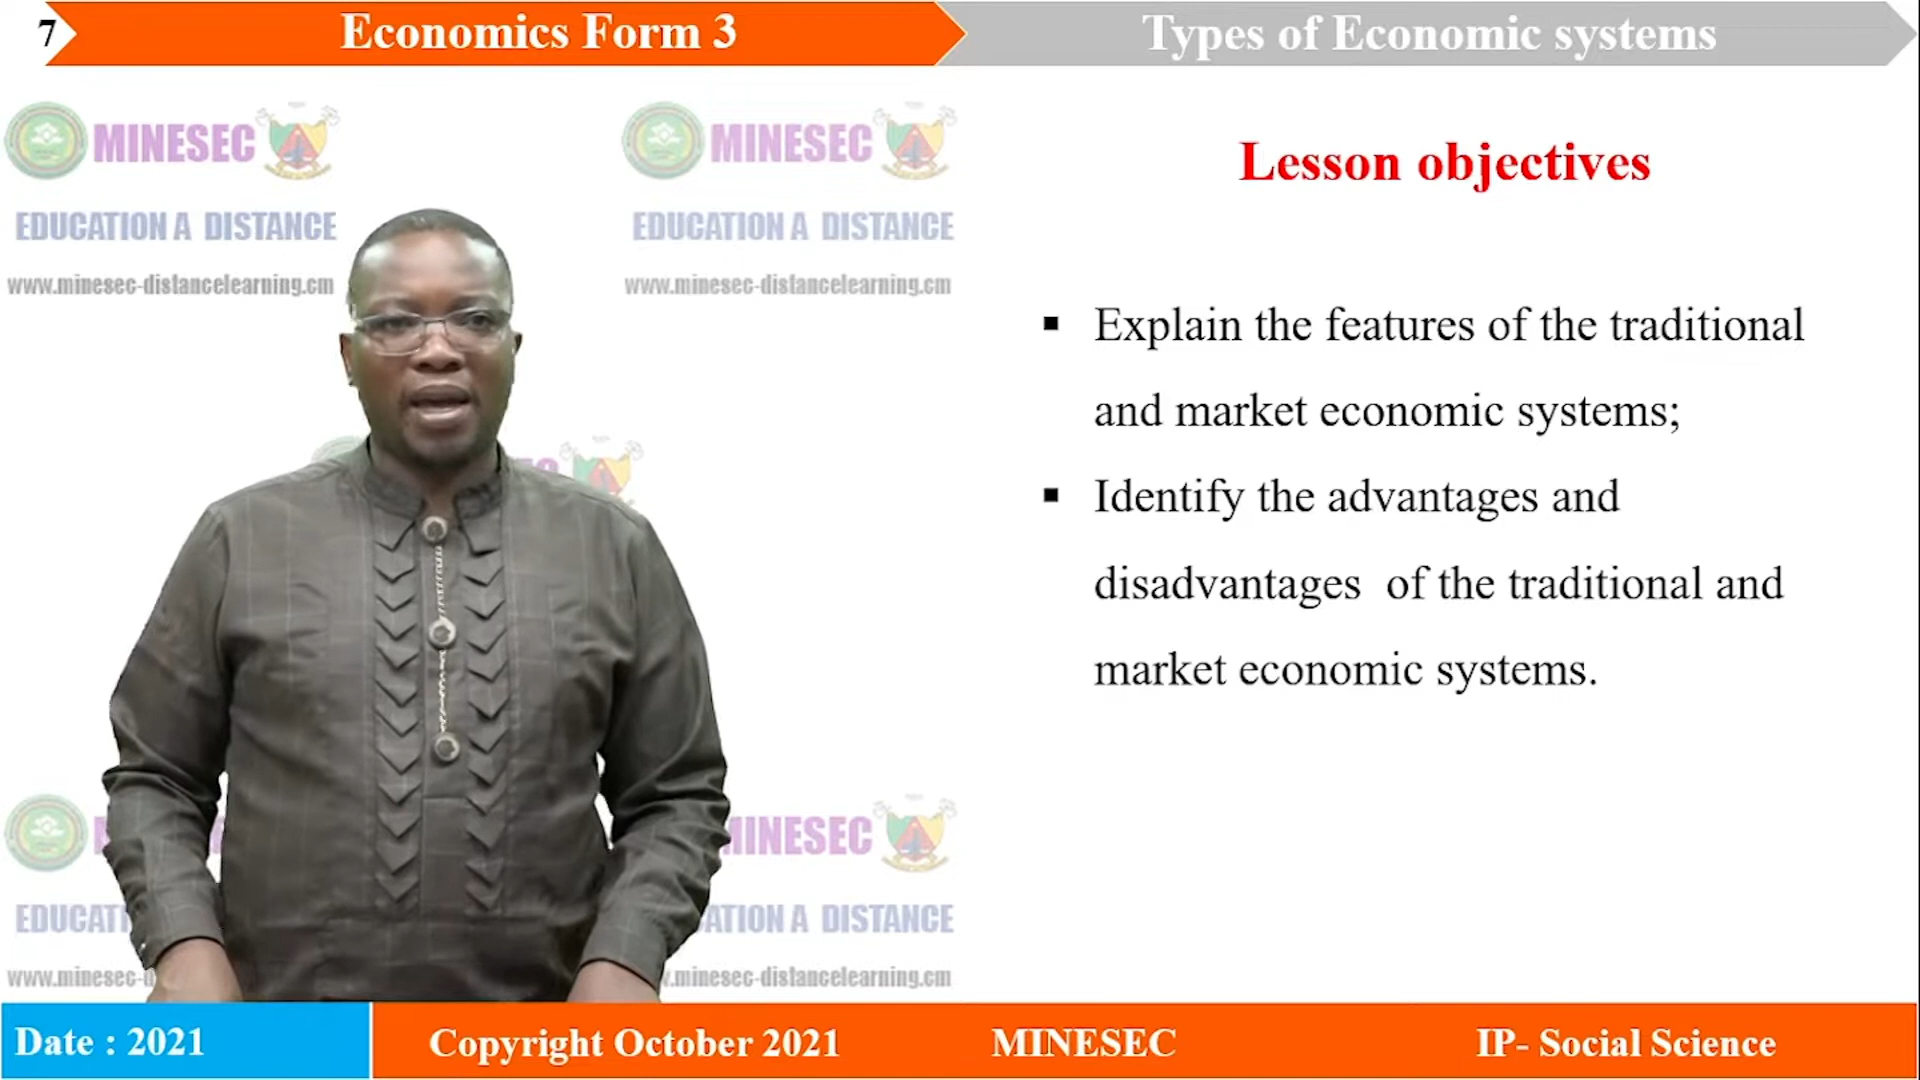 7
Economics Form 3
Types of Economic systems
MINESEC
EDUCATION A DISTANCE
www.minesec-distancelearning.cm
MINESEC
EDUCATION A DISTANCE
www.minesec-distancelearning.cm
Lesson objectives
▪ Explain the features of the traditional
and market economic systems;
▪ Identify the advantages and
disadvantages of the traditional and
market economic systems.
MINESEC
EDUCATI
ATION A DISTANCE
www.minesec-d
.minesec-distancelearning.cm
Date : 2021
Copyright October 2021
MINESEC
IP- Social Science